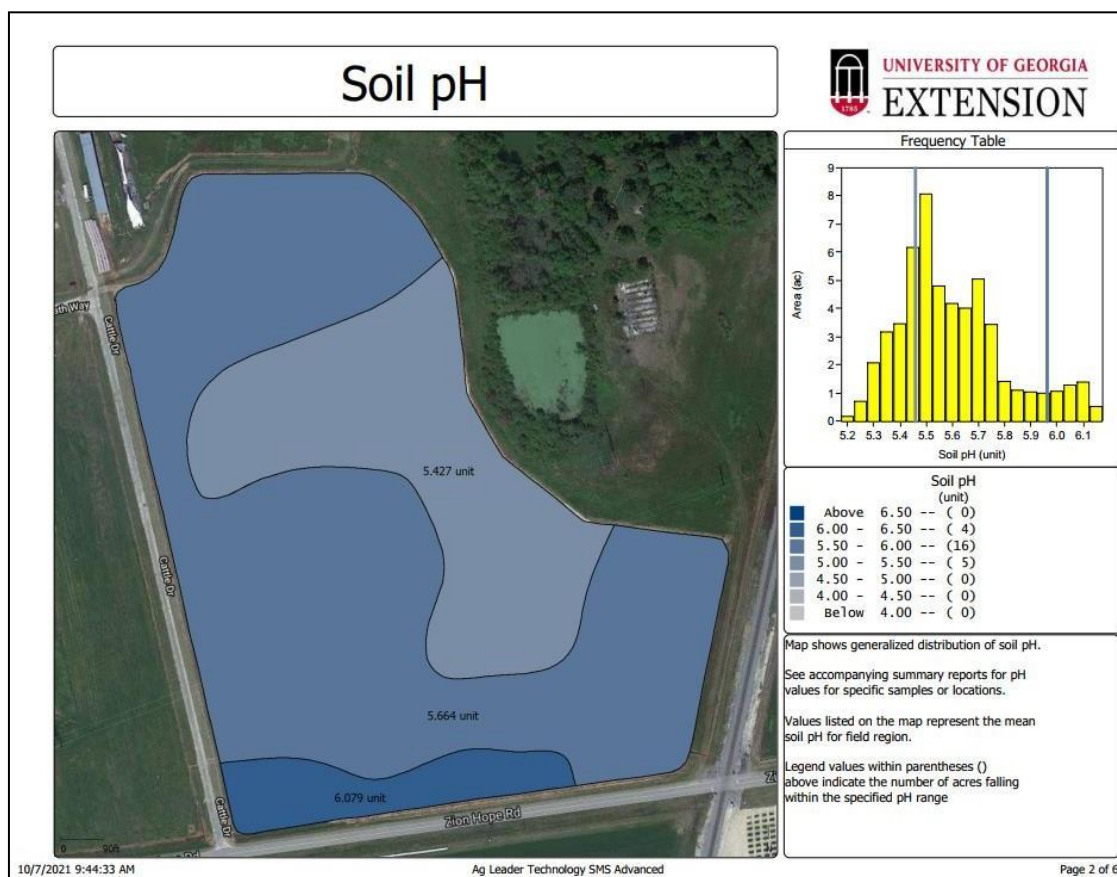 Soil pH
1785
UNIVERSITY OF GEORGIA
EXTENSION
Cattle Dr
Cattle Dr
Cattle Dr
5.427 unit
5.664 unit
6.079 unit
Zion Hope Rd
0 90ft
Frequency Table
Area (ac)
9
8
7
6
5
4
3
2
1
0
5.2 5.3 5.4 5.5 5.6 5.7 5.8 5.9 6.0 6.1
Soil pH (unit)
Soil pH
(unit)
Above 6.50 -- ( 0)
6.00 - 6.50 -- ( 4)
5.50 - 6.00 -- (16)
5.00 - 5.50 -- ( 5)
4.50 - 5.00 -- ( 0)
4.00 - 4.50 -- ( 0)
Below 4.00 -- ( 0)
Map shows generalized distribution of soil pH.
See accompanying summary reports for pH
values for specific samples or locations.
Values listed on the map represent the mean
soil pH for field region.
Legend values within parentheses ()
above indicate the number of acres falling
within the specified pH range
10/7/2021 9:44:33 AM
Ag Leader Technology SMS Advanced
Page 2 of 6